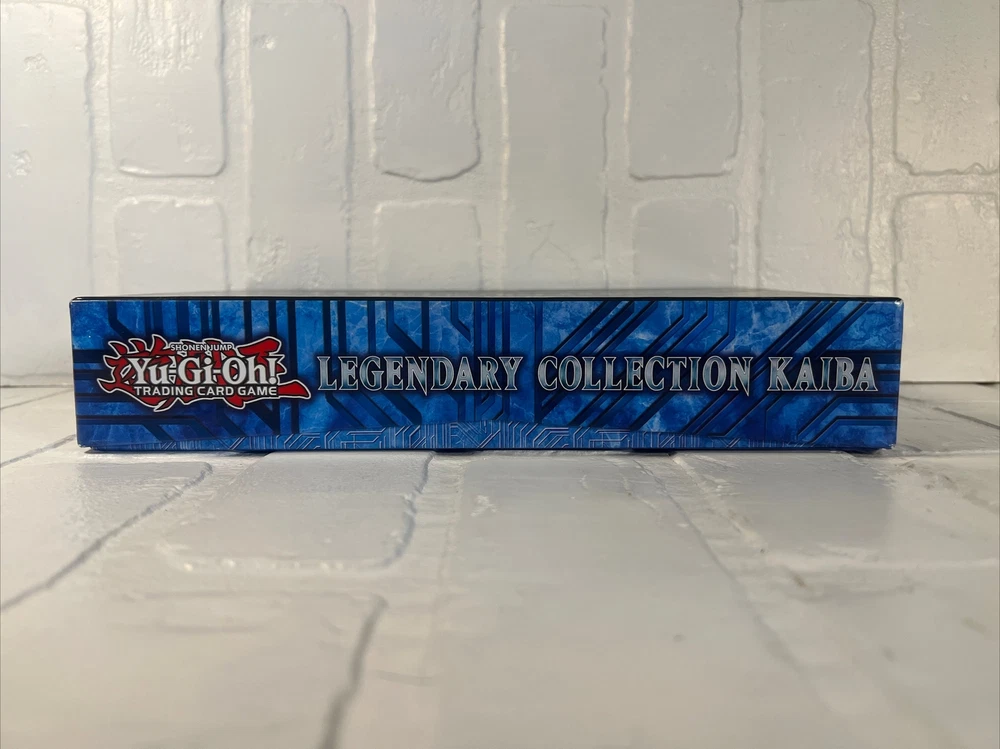 SHONEN JUMP
Yu-Gi-Oh!
TRADING CARD GAME
LEGENDARY COLLECTION KAIBA